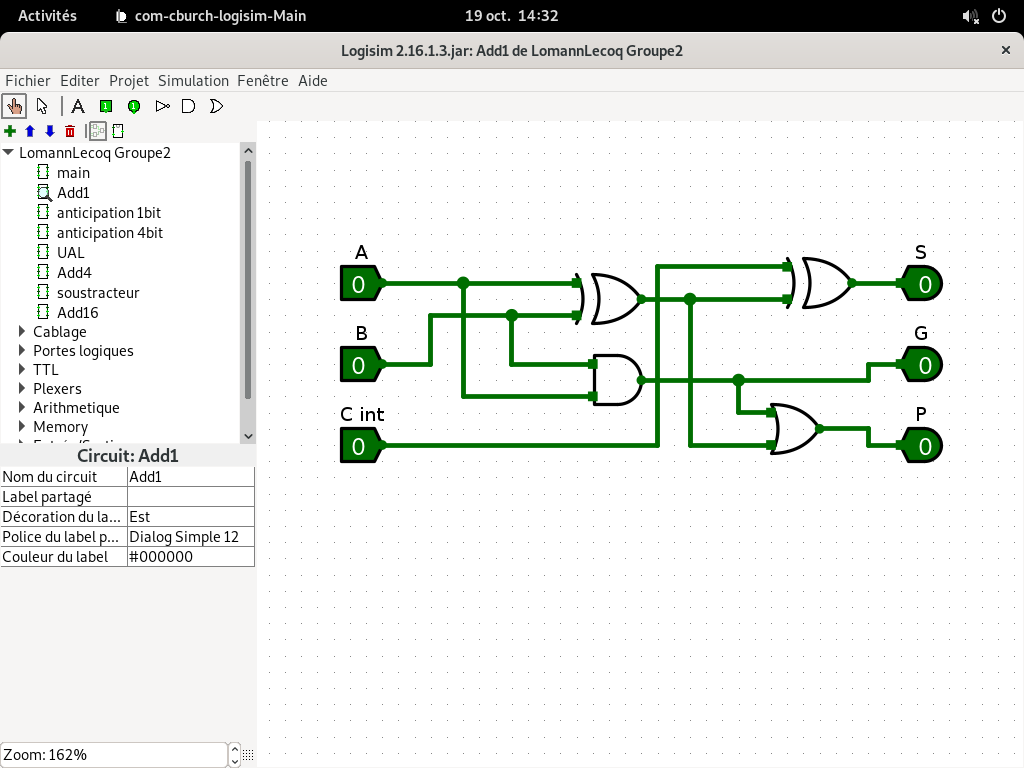 Activités com-cburch-logisim-Main 19 oct. 14:32
Logisim 2.16.1.3.jar: Add1 de LomannLecoq Groupe2
Fichier Editer Projet Simulation Fenêtre Aide
A
LomannLecoq Groupe2
main
Add1
anticipation 1bit
anticipation 4bit
UAL
Add4
soustracteur
Add16
Cablage
Portes logiques
TTL
Plexers
Arithmetique
Memory
Circuit: Add1
Nom du circuit Add1
Label partagé
Décoration du la... Est
Police du label p... Dialog Simple 12
Couleur du label #000000
Zoom: 162%
A S
0 0
B G
0 0
C int P
0 0